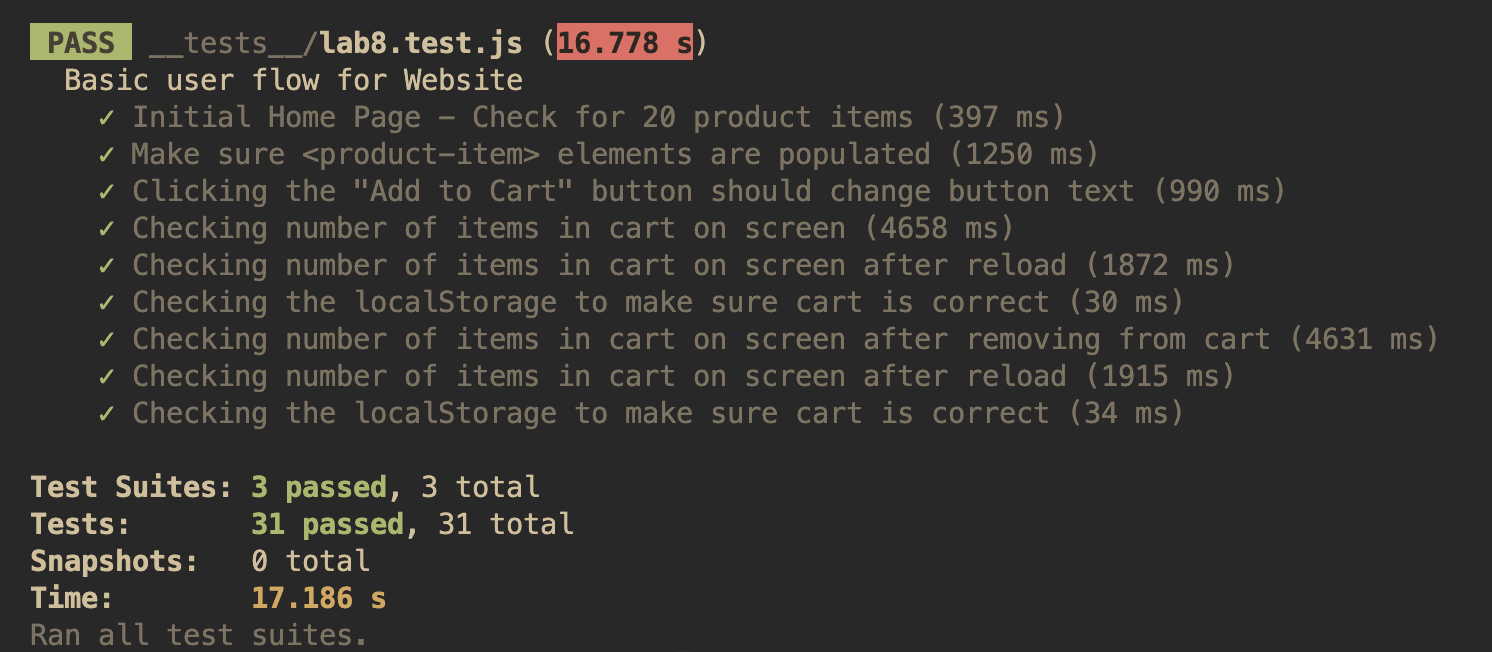 PASS __tests__/lab8.test.js (16.778 s)
Basic user flow for Website
✓ Initial Home Page - Check for 20 product items (397 ms)
✓ Make sure <product-item> elements are populated (1250 ms)
✓ Clicking the "Add to Cart" button should change button text (990 ms)
✓ Checking number of items in cart on screen (4658 ms)
✓ Checking number of items in cart on screen after reload (1872 ms)
✓ Checking the localStorage to make sure cart is correct (30 ms)
✓ Checking number of items in cart on screen after removing from cart (4631 ms)
✓ Checking number of items in cart on screen after reload (1915 ms)
✓ Checking the localStorage to make sure cart is correct (34 ms)
Test Suites: 3 passed, 3 total
Tests: 31 passed, 31 total
Snapshots: 0 total
Time: 17.186 s
Ran all test suites.